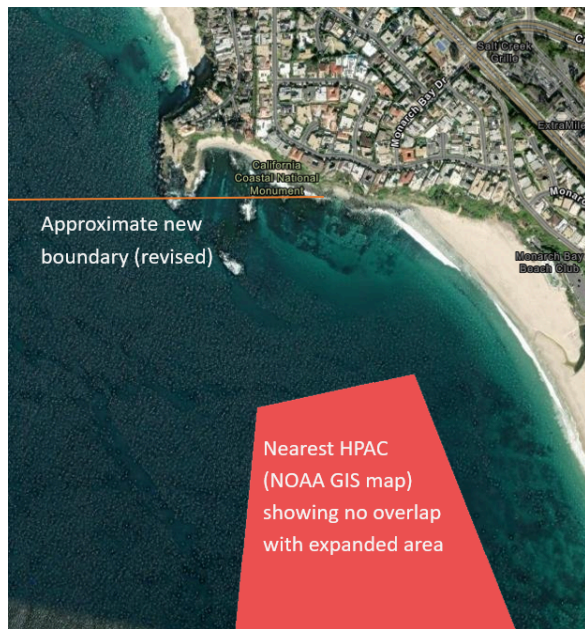 Salt Creek
Grille
Monarch Bay Dr
ExtraMile
California
Coastal National
Monument
Approximate new
boundary (revised)
Monarch Bay
Beach Club
Nearest HPAC
(NOAA GIS map)
showing no overlap
with expanded area